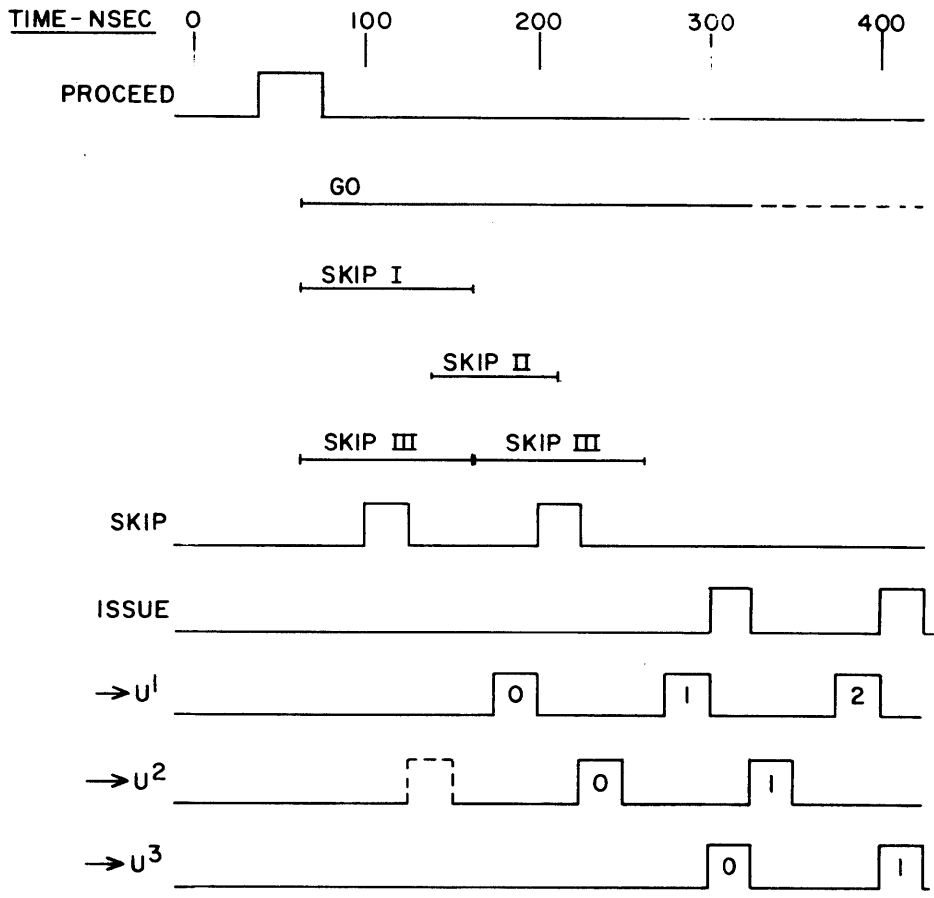 TIME-NSEC 0 100 200 300 400
PROCEED
GO
SKIP I
SKIP II
SKIP III SKIP III
SKIP
ISSUE
→U¹ 0 1 2
→U² 0 1
→U³ 0 1